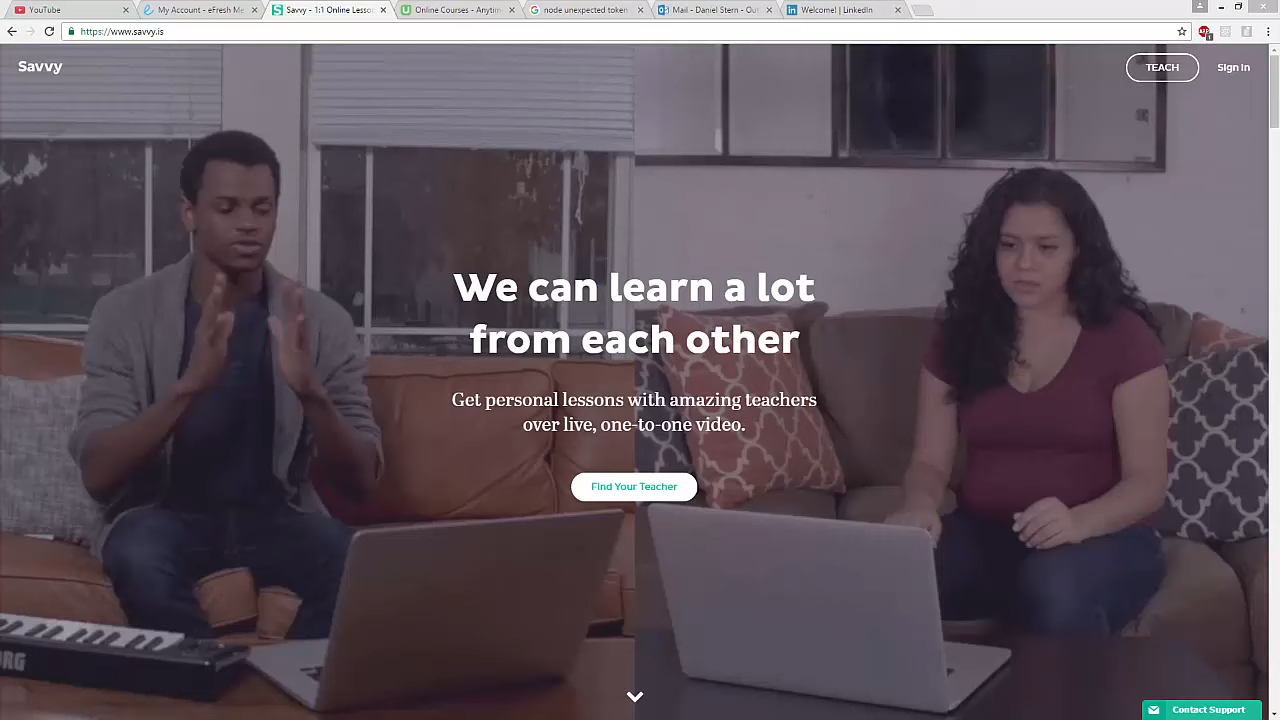 YouTube
My Account - eFresh Me
Savvy - 1:1 Online Lesso
Online Courses - Anytim
node unexpected token
Mail - Daniel Stern - Ou
Welcome! | LinkedIn
https://www.savvy.is
Savvy
TEACH
Sign In
We can learn a lot
from each other
Get personal lessons with amazing teachers
over live, one-to-one video.
Find Your Teacher
ORG
Contact Support